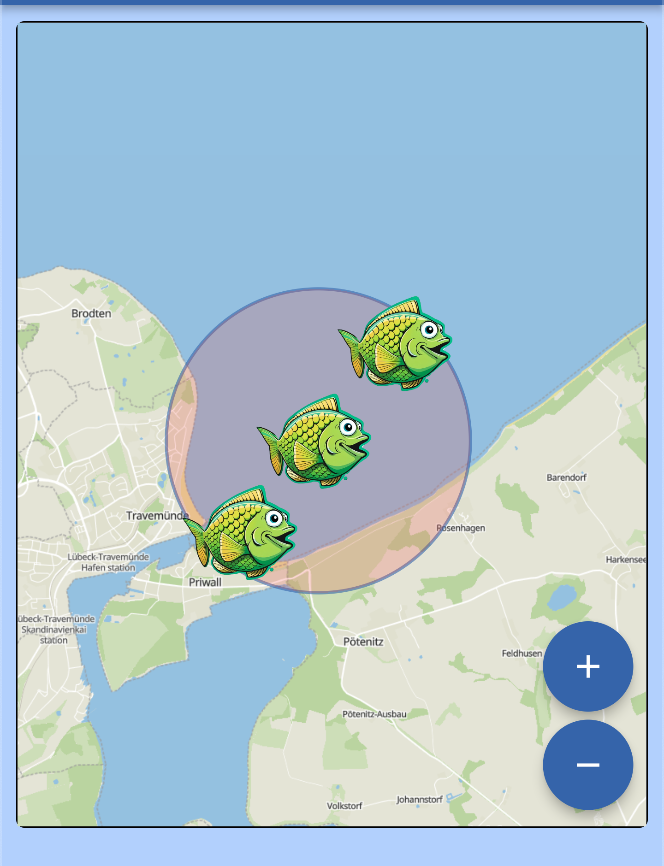 Brodten
Barendorf
Travemünde
Rosenhagen
Lübeck-Travemünde
Hafen station
Harkensee
Priwall
übeck-Travemünde
Skandinavienkai
station
Pötenitz
Feldhusen
+
Pötenitz-Ausbau
−
Johannstorf
Volkstorf